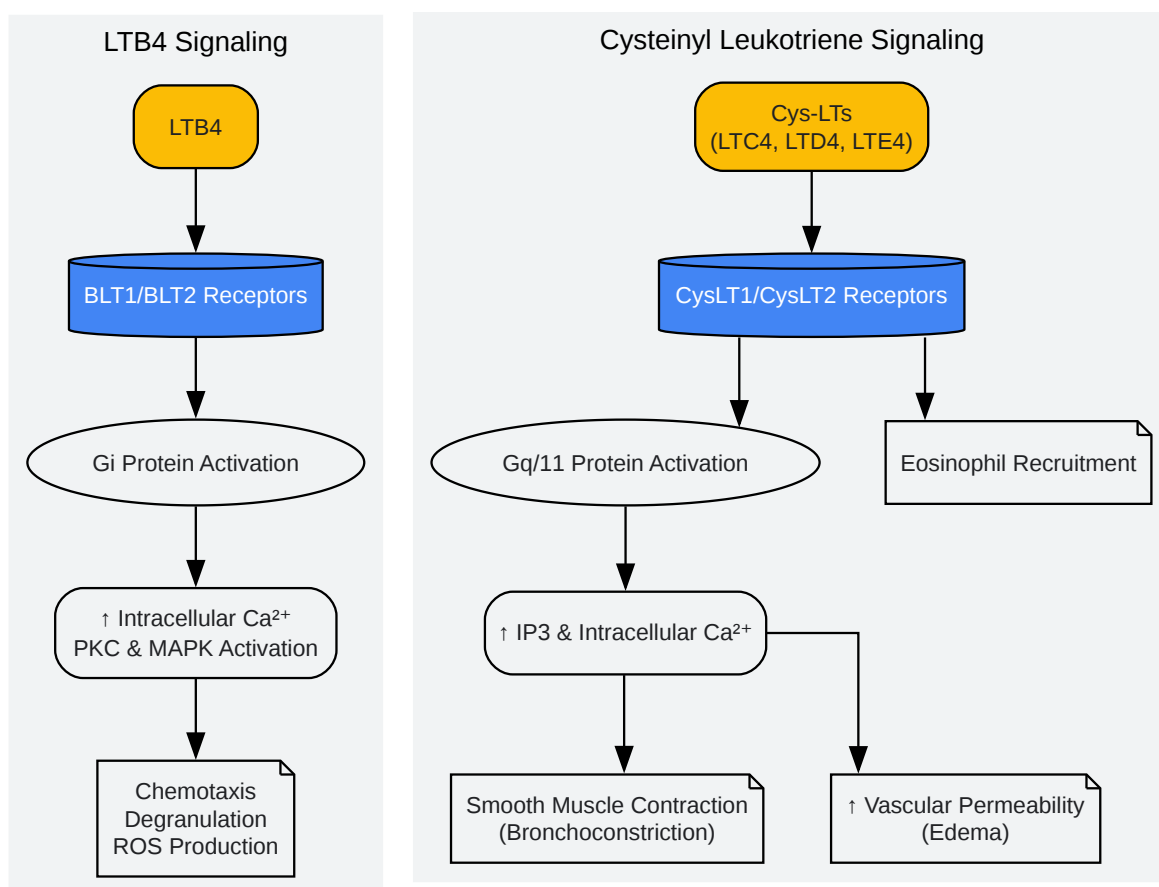 LTB4 Signaling
LTB4
BLT1/BLT2 Receptors
Gi Protein Activation
↑ Intracellular Ca²⁺
PKC & MAPK Activation
Chemotaxis
Degranulation
ROS Production
Cysteinyl Leukotriene Signaling
Cys-LTs
(LTC4, LTD4, LTE4)
CysLT1/CysLT2 Receptors
Gq/11 Protein Activation
Eosinophil Recruitment
↑ IP3 & Intracellular Ca²⁺
Smooth Muscle Contraction
(Bronchoconstriction)
↑ Vascular Permeability
(Edema)